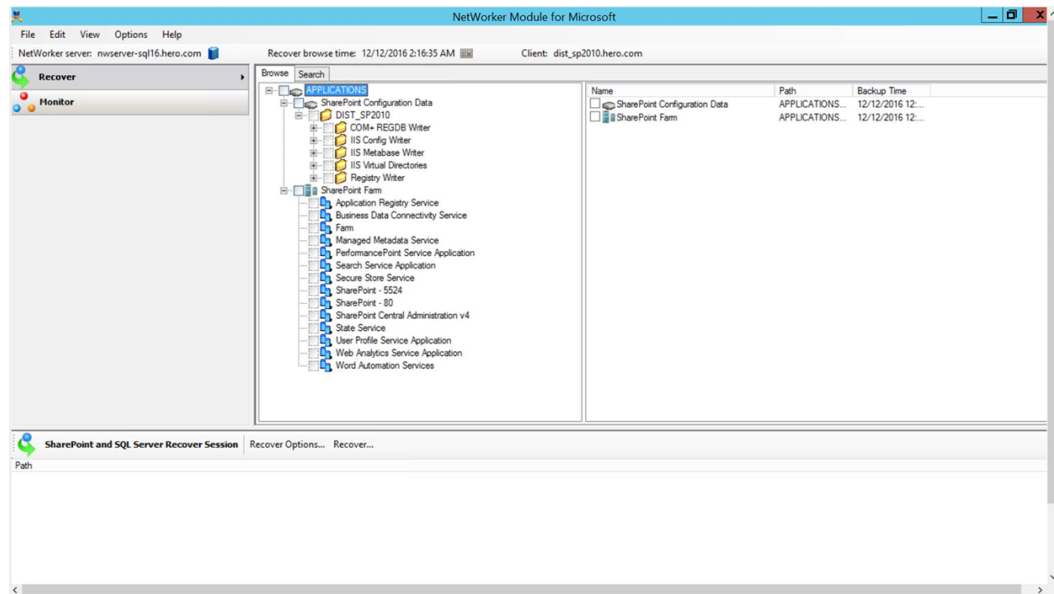 NetWorker Module for Microsoft
File Edit View Options Help
NetWorker server: nwserver-sql16.hero.com Recover browse time: 12/12/2016 2:16:35 AM Client: dist_sp2010.hero.com
Recover
Monitor
Browse Search
APPLICATIONS
SharePoint Configuration Data
DIST_SP2010
COM+ REGDB Writer
IIS Config Writer
IIS Metabase Writer
IIS Virtual Directories
Registry Writer
SharePoint Farm
Application Registry Service
Business Data Connectivity Service
Farm
Managed Metadata Service
PerformancePoint Service Application
Search Service Application
Secure Store Service
SharePoint - 5524
SharePoint - 80
SharePoint Central Administration v4
State Service
User Profile Service Application
Web Analytics Service Application
Word Automation Services
Name Path Backup Time
SharePoint Configuration Data APPLICATIONS... 12/12/2016 12:...
SharePoint Farm APPLICATIONS... 12/12/2016 12:...
SharePoint and SQL Server Recover Session Recover Options... Recover...
Path